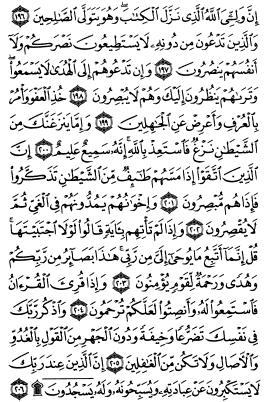 إِنَّ وَلِـِّۧيَ ٱللَّهُ ٱلَّذِي نَزَّلَ ٱلْكِتَٰبَ ۖ وَهُوَ يَتَوَلَّى ٱلصَّٰلِحِينَ ﴿١٩٦﴾
وَٱلَّذِينَ تَدْعُونَ مِن دُونِهِۦ لَا يَسْتَطِيعُونَ نَصْرَكُمْ وَلَآ
أَنفُسَهُمْ يَنصُرُونَ ﴿١٩٧﴾ وَإِن تَدْعُوهُمْ إِلَى ٱلْهُدَىٰ لَا يَسْمَعُوا۟ ۖ
وَتَرَىٰهُمْ يَنظُرُونَ إِلَيْكَ وَهُمْ لَا يُبْصِرُونَ ﴿١٩٨﴾ خُذِ ٱلْعَفْوَ وَأْمُرْ
بِٱلْعُرْفِ وَأَعْرِضْ عَنِ ٱلْجَٰهِلِينَ ﴿١٩٩﴾ وَإِمَّا يَنزَغَنَّكَ مِنَ
ٱلشَّيْطَٰنِ نَزْغٌ فَٱسْتَعِذْ بِٱللَّهِ ۚ إِنَّهُۥ سَمِيعٌ عَلِيمٌ ﴿٢٠٠﴾ إِنَّ
ٱلَّذِينَ ٱتَّقَوْا۟ إِذَا مَسَّهُمْ طَٰٓئِفٌ مِّنَ ٱلشَّيْطَٰنِ تَذَكَّرُوا۟
فَإِذَا هُم مُّبْصِرُونَ ﴿٢٠١﴾ وَإِخْوَٰنُهُمْ يَمُدُّونَهُمْ فِي ٱلْغَيِّ ثُمَّ
لَا يُقْصِرُونَ ﴿٢٠٢﴾ وَإِذَا لَمْ تَأْتِهِم بِـَٔايَةٍ قَالُوا۟ لَوْلَا ٱجْتَبَيْتَهَا ۚ
قُلْ إِنَّمَآ أَتَّبِعُ مَا يُوحَىٰٓ إِلَيَّ مِن رَّبِّي ۚ هَٰذَا بَصَآئِرُ مِن رَّبِّكُمْ
وَهُدًى وَرَحْمَةٌ لِّقَوْمٍ يُؤْمِنُونَ ﴿٢٠٣﴾ وَإِذَا قُرِئَ ٱلْقُرْءَانُ
فَٱسْتَمِعُوا۟ لَهُۥ وَأَنصِتُوا۟ لَعَلَّكُمْ تُرْحَمُونَ ﴿٢٠٤﴾ وَٱذْكُر رَّبَّكَ
فِي نَفْسِكَ تَضَرُّعًا وَخِيفَةً وَدُونَ ٱلْجَهْرِ مِنَ ٱلْقَوْلِ بِٱلْغُدُوِّ
وَٱلْـَٔاصَالِ وَلَا تَكُن مِّنَ ٱلْغَٰفِلِينَ ﴿٢٠٥﴾ إِنَّ ٱلَّذِينَ عِندَ رَبِّكَ
لَا يَسْتَكْبِرُونَ عَنْ عِبَادَتِهِۦ وَيُسَبِّحُونَهُۥ وَلَهُۥ يَسْجُدُونَ ۩ ﴿٢٠٦﴾